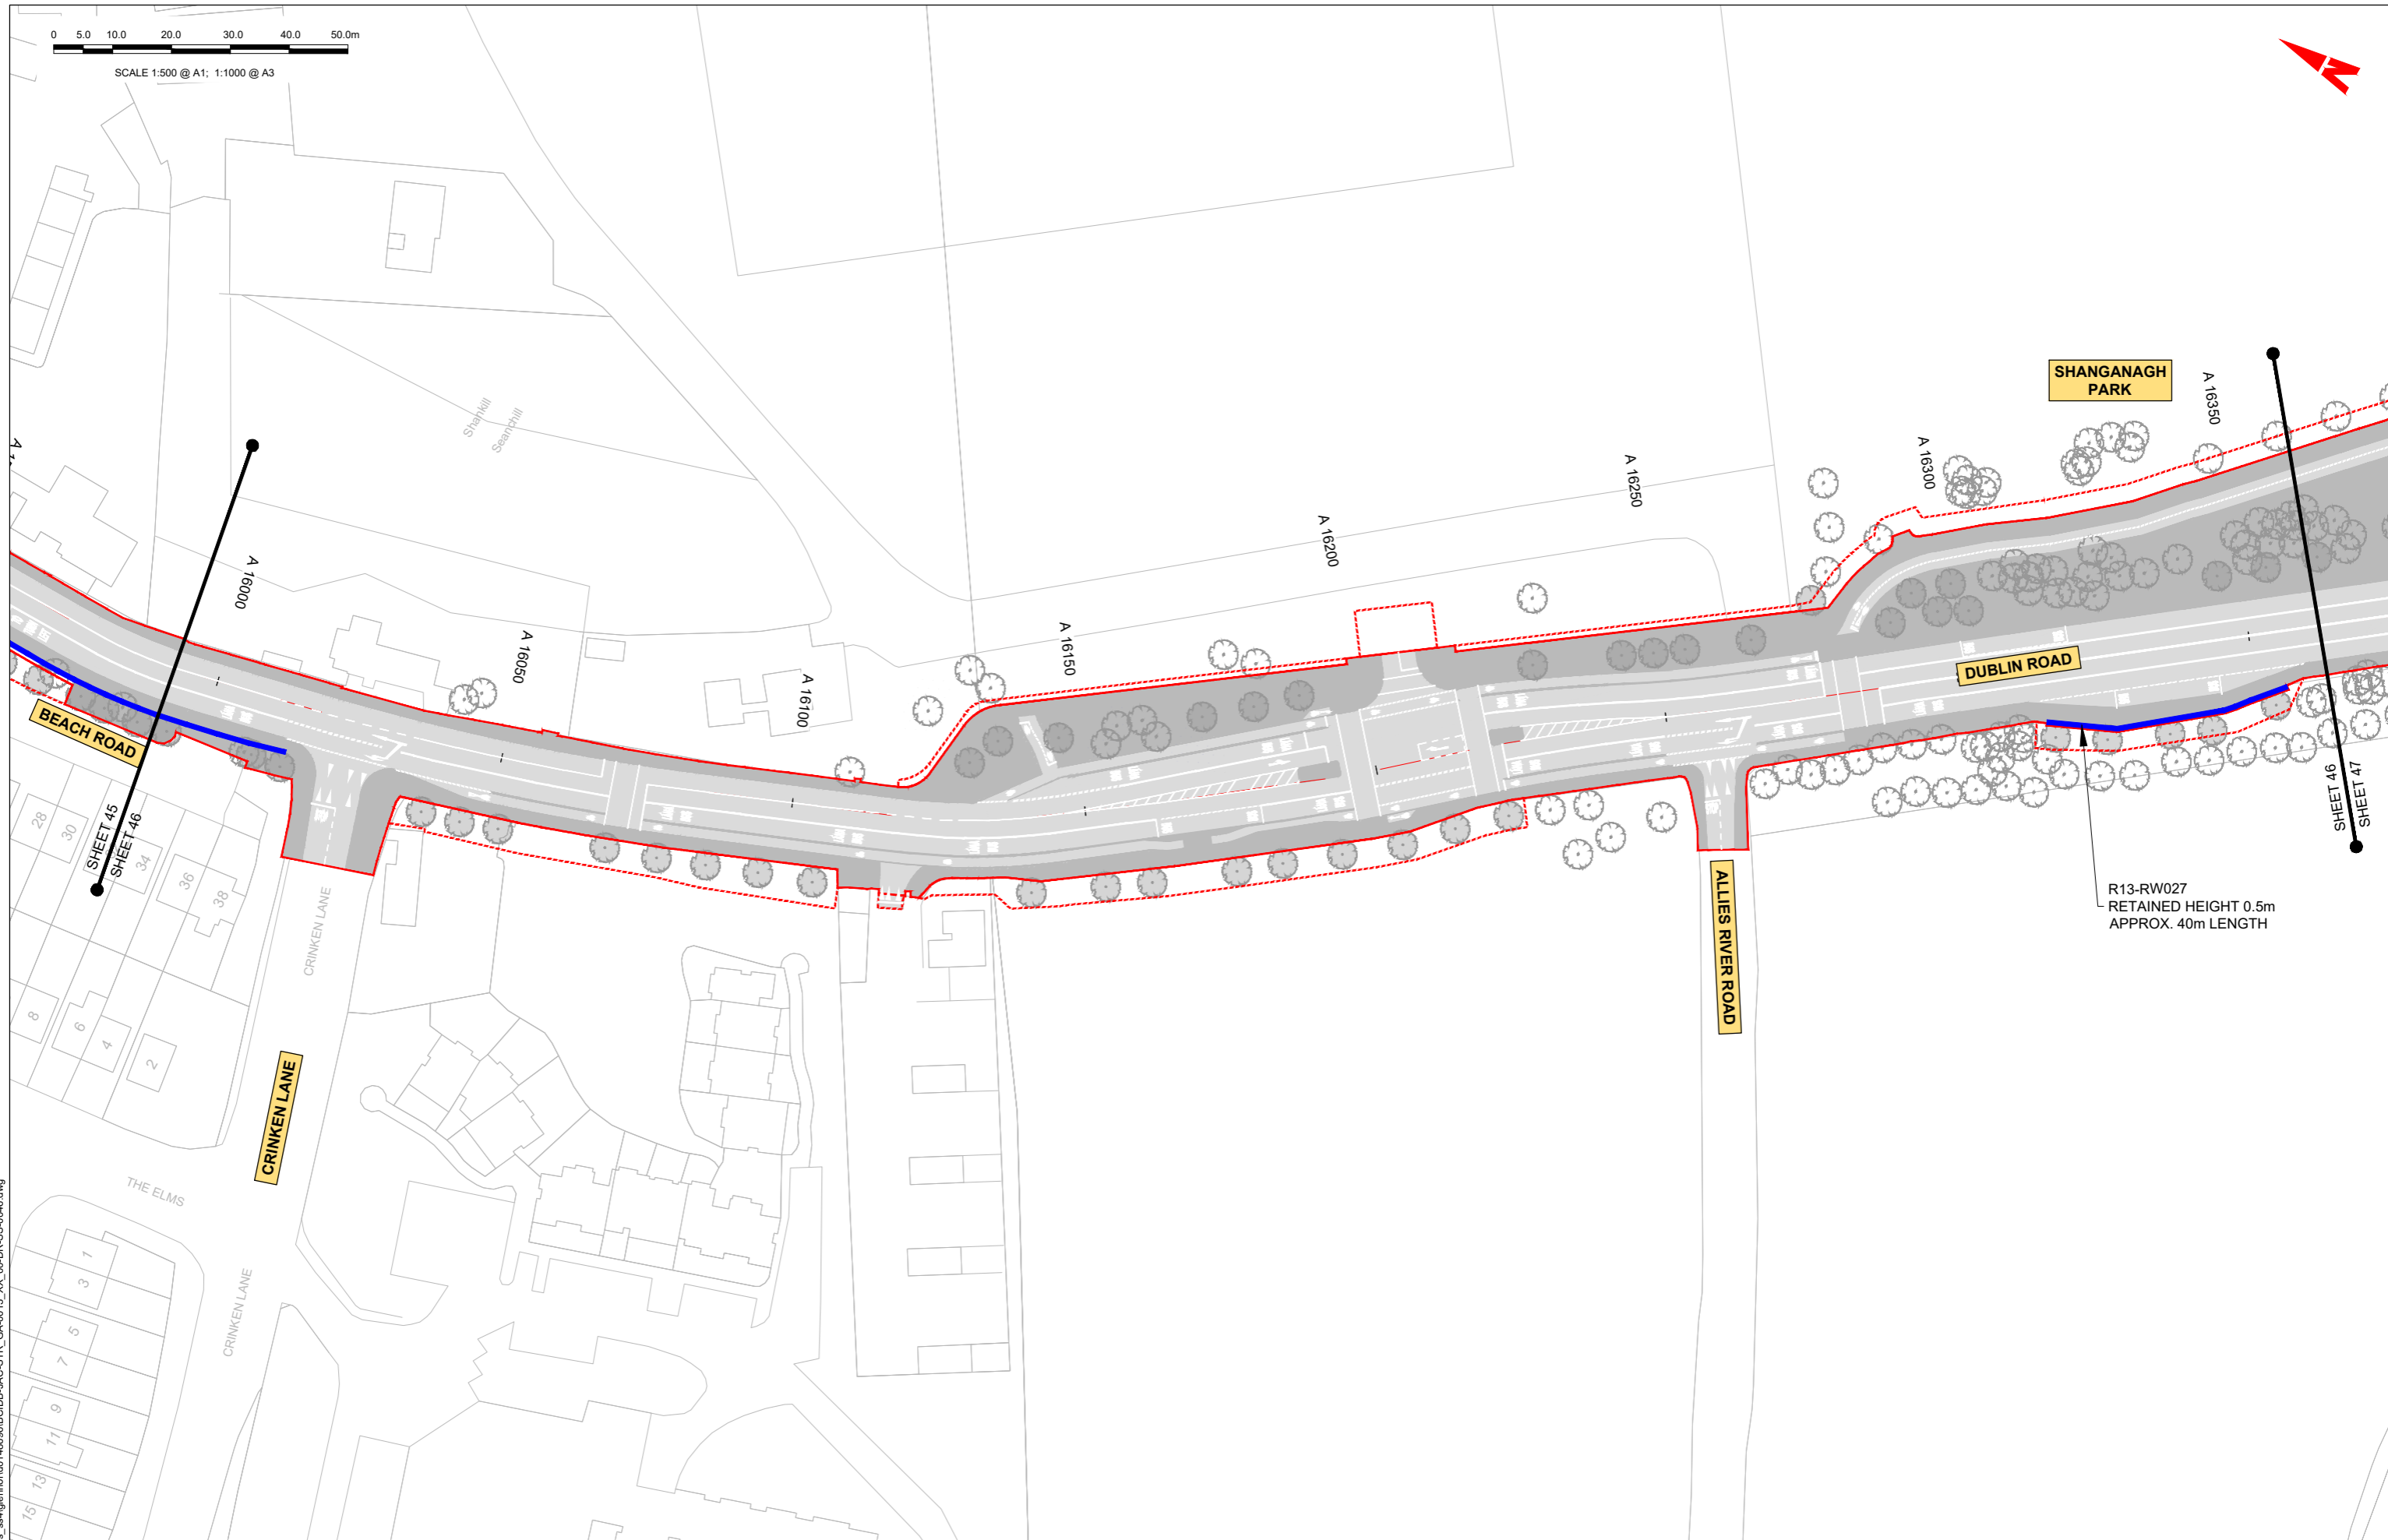 0 5.0 10.0 20.0 30.0 40.0 50.0m
SCALE 1:500 @ A1; 1:1000 @ A3
N
SHANGANAGH
PARK
A 16350
Shankill
Seanchill
A 16300
A 16250
A 16200
A 16000
A 16050
A 16150
A 16100
DUBLIN ROAD
BEACH ROAD
SHEET 45
SHEET 46
SHEET 46
SHEET 47
28
30
34
36
38
8
6
4
2
CRINKEN LANE
ALLIES RIVER ROAD
R13-RW027
RETAINED HEIGHT 0.5m
APPROX. 40m LENGTH
CRINKEN LANE
THE ELMS
CRINKEN LANE
1
3
5
7
9
11
13
15